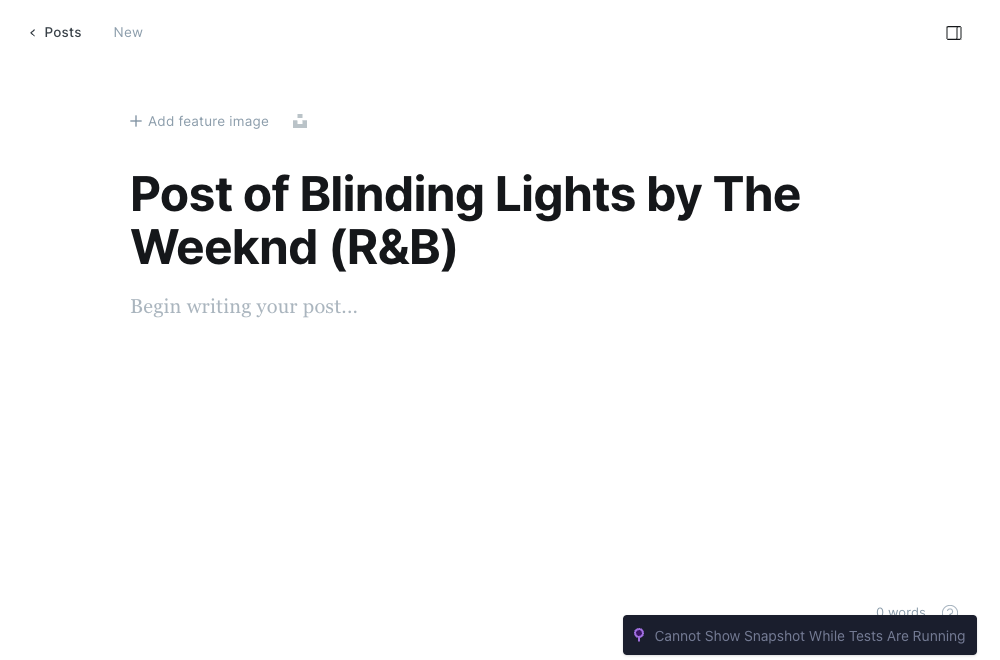 Posts New
Add feature image
Post of Blinding Lights by The
Weeknd (R&B)
Begin writing your post...
0 words
Cannot Show Snapshot While Tests Are Running